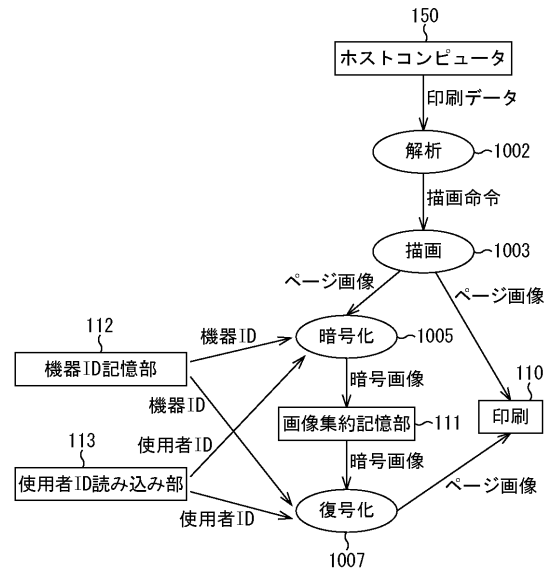 150
ホストコンピュータ
印刷データ
解析
1002
描画命令
描画
1003
ページ画像
ページ画像
112
機器ID
暗号化
1005
機器ID記憶部
機器ID
暗号画像
110
113
使用者ID
画像集約記憶部
111
印刷
使用者ID読み込み部
暗号画像
使用者ID
復号化
ページ画像
1007